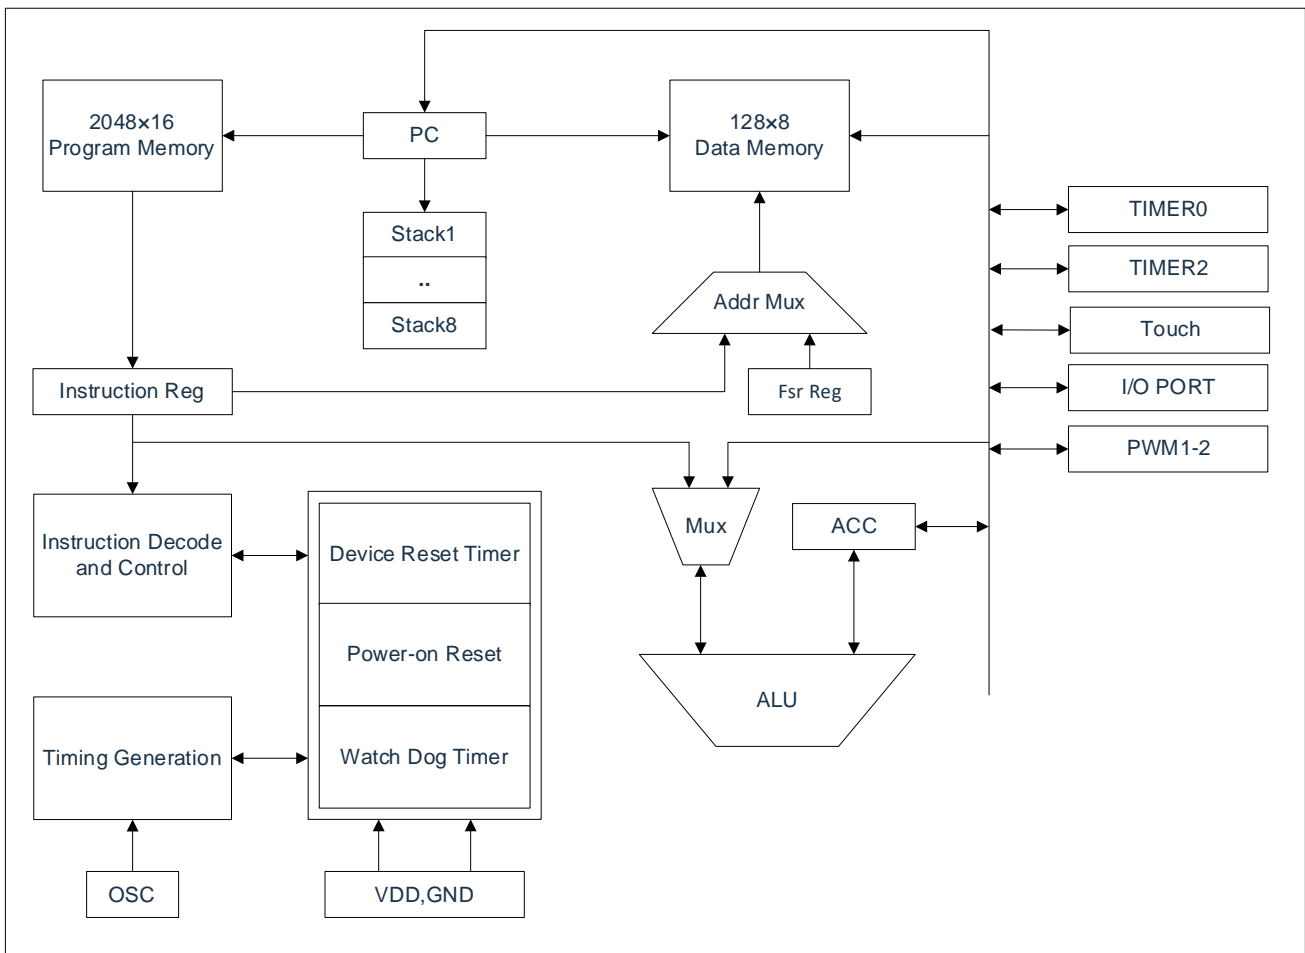 2048×16
Program Memory
PC
128×8
Data Memory
Stack1
..
Stack8
Addr Mux
TIMER0
TIMER2
Touch
I/O PORT
PWM1-2
Instruction Reg
Fsr Reg
Instruction Decode
and Control
Device Reset Timer
Mux
ACC
Power-on Reset
ALU
Timing Generation
Watch Dog Timer
OSC
VDD,GND